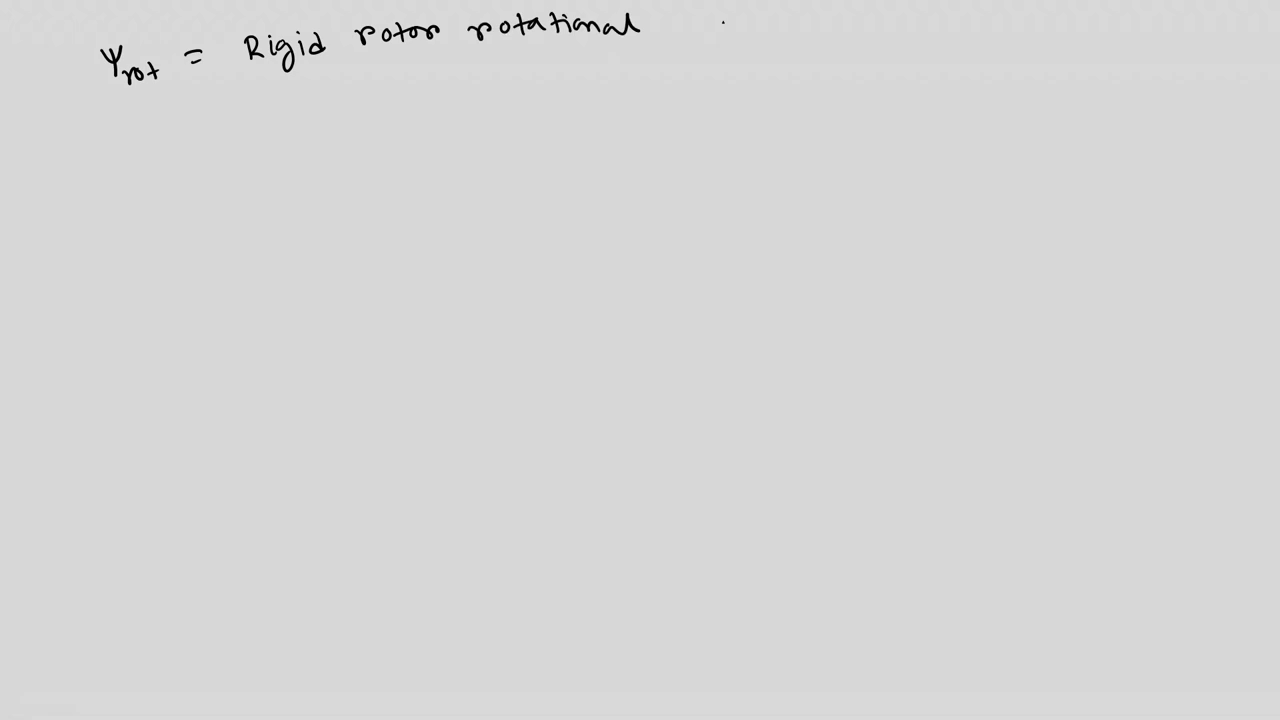 Ψrot = Rigid rotor rotational